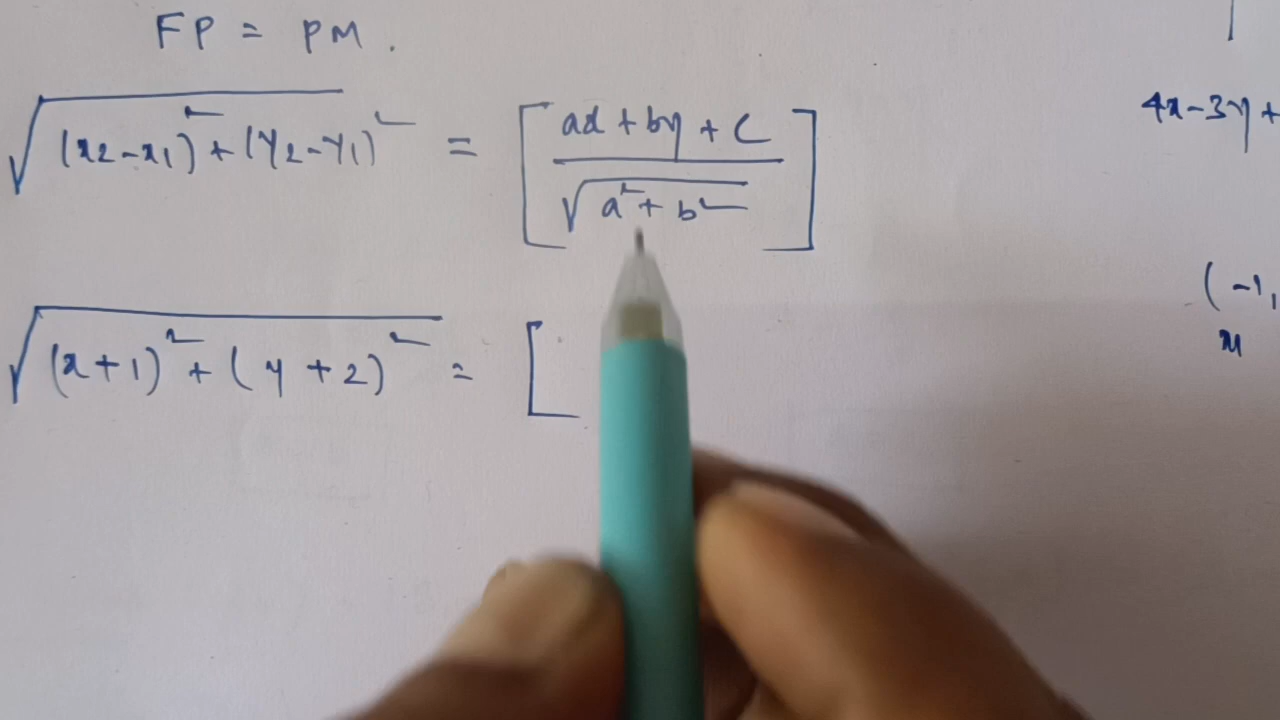 FP = PM.
√(x2-x1)² + (y2-y1)² = [ax+by+c / √a²+b²]
4x-3y+
√(x+1)² + (y+2)² = [
(-1,
x1